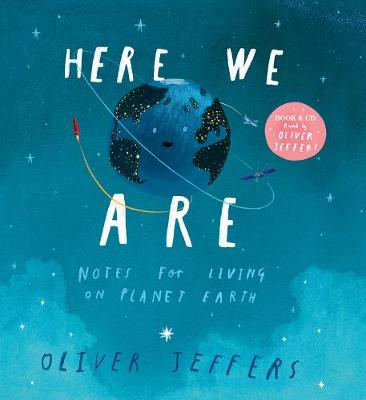 HERE WE
ARE
BOOK & CD
Read by
OLIVER
JEFFERS
NOTES FOR LIVING
ON PLANET EARTH
OLIVER JEFFERS